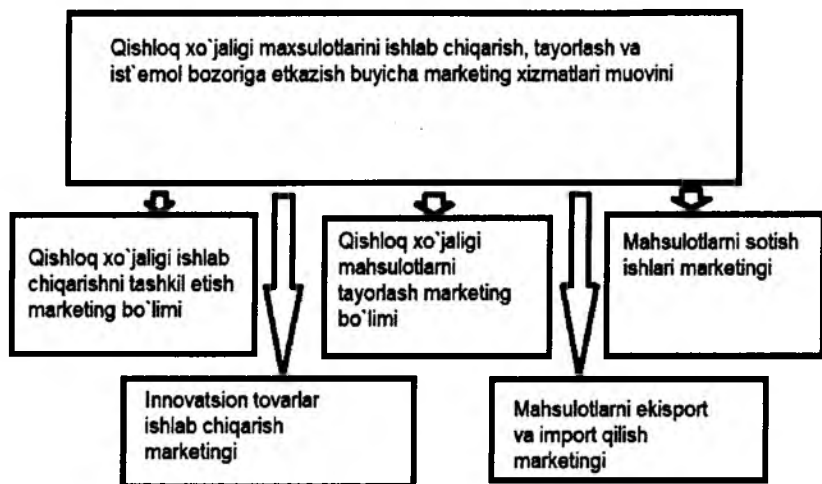 Qishloq xo`jaligi maxsulotlarini ishlab chiqarish, tayorlash va
ist`emol bozoriga etkazish buyicha marketing xizmatlari muovini
Qishloq xo`jaligi ishlab
chiqarishni tashkil etish
marketing bo`limi
Qishloq xo`jaligi
mahsulotlarni
tayorlash marketing
bo`limi
Mahsulotlarni sotish
ishlari marketingi
Innovatsion tovarlar
ishlab chiqarish
marketingi
Mahsulotlarni ekisport
va import qilish
marketingi